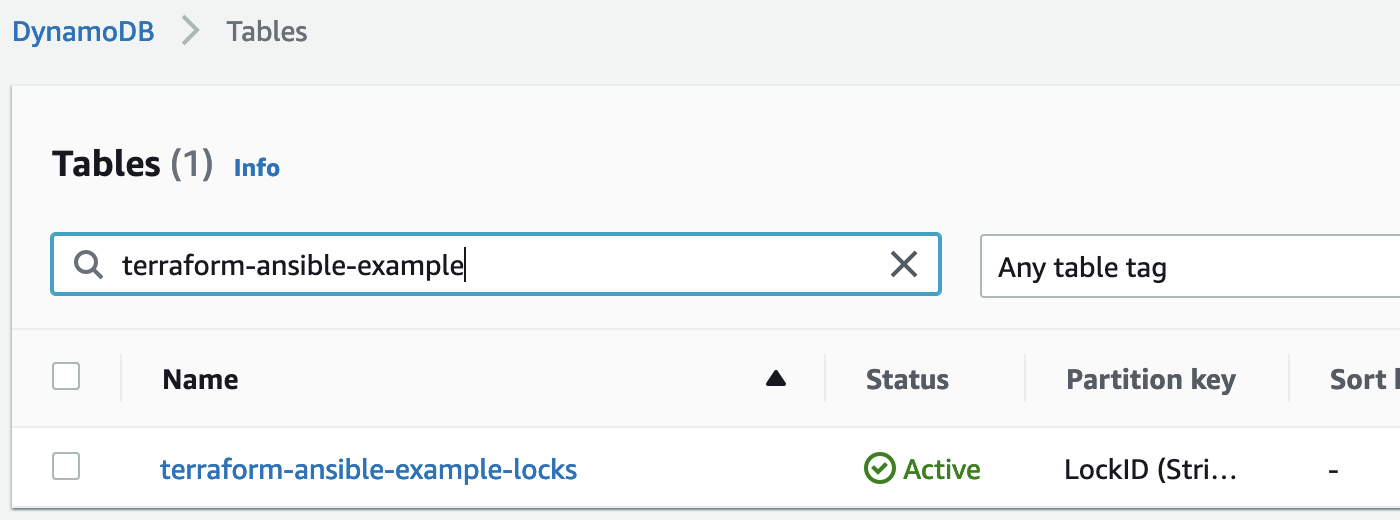 DynamoDB > Tables
Tables (1) Info
terraform-ansible-example
Any table tag
Name Status Partition key Sort
terraform-ansible-example-locks Active LockID (Stri... -